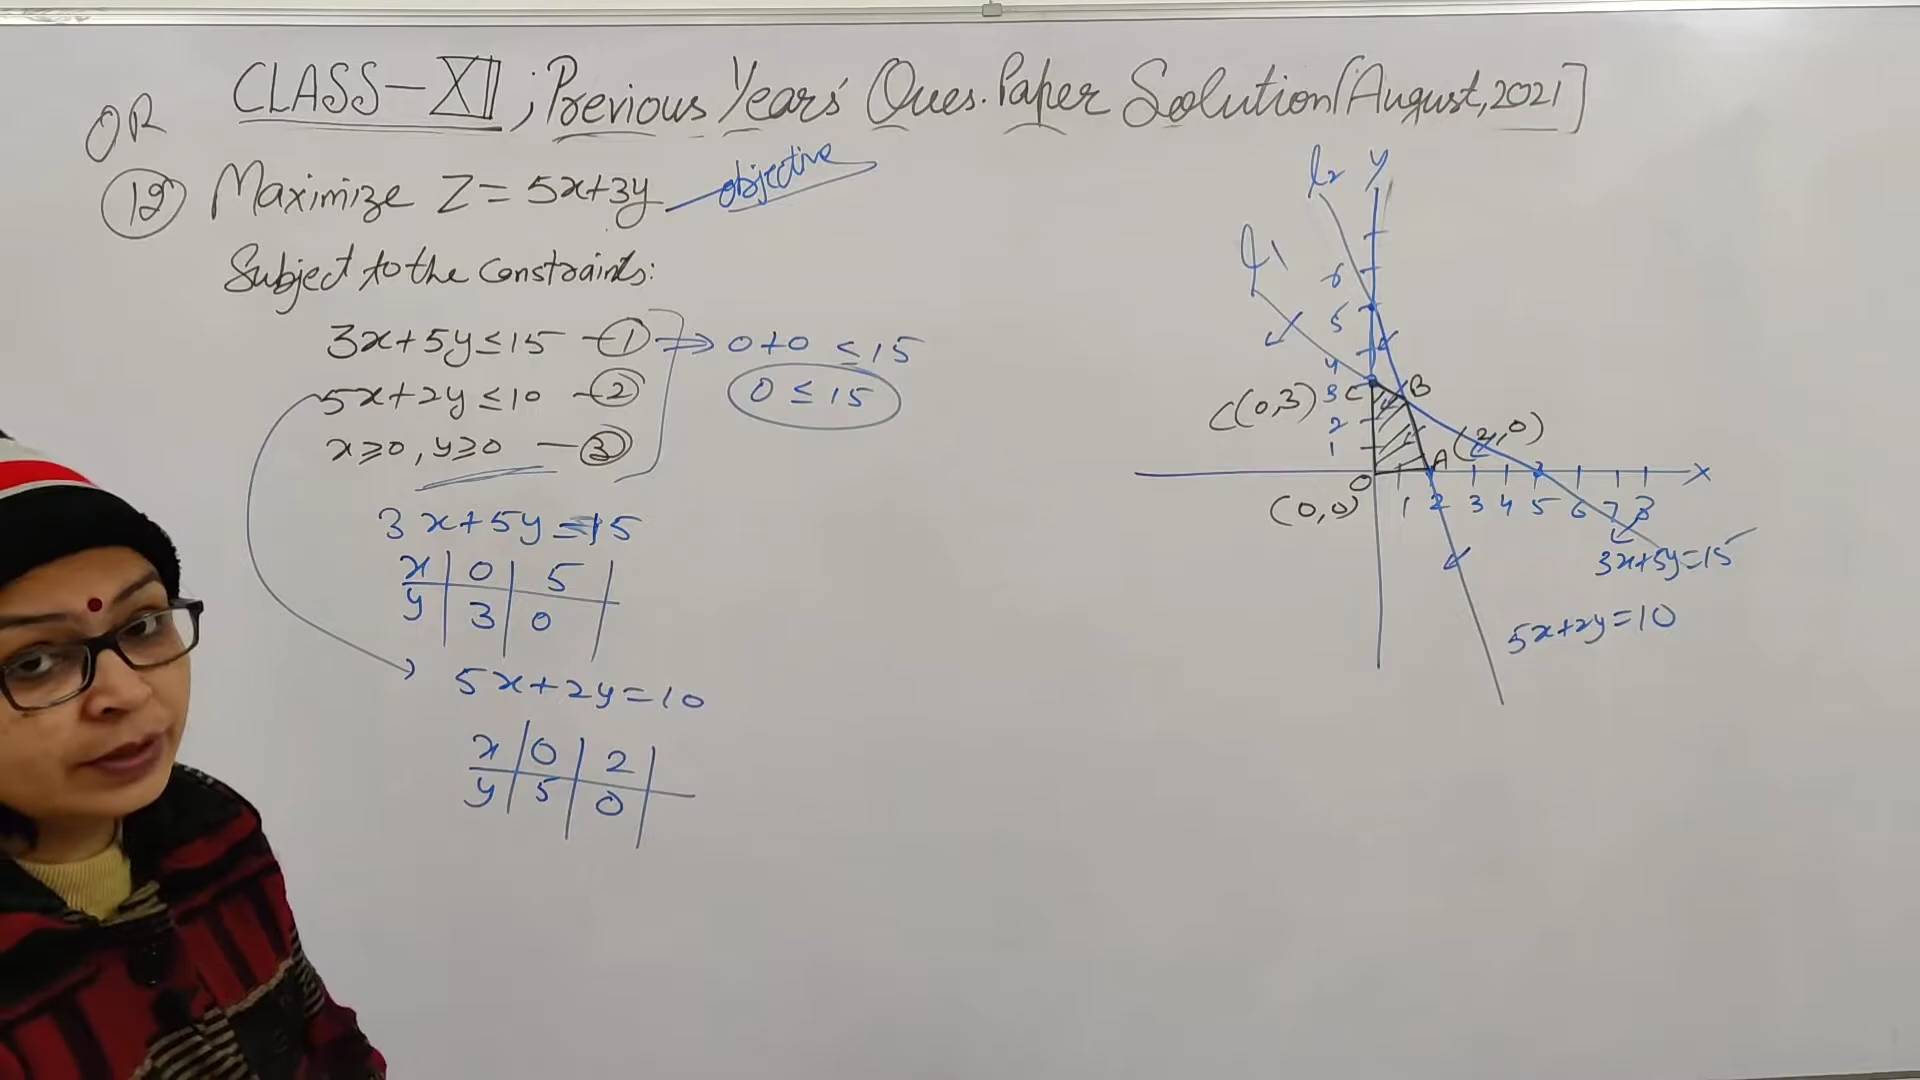 CLASS-XII; Previous Years' Ques. Paper Solution [August, 2021]
OR
12 Maximize Z = 5x+3y objective
Subject to the Constraints:
3x+5y≤15 - 1 ⇒ 0+0 ≤ 15
5x+2y≤10 - 2 0 ≤ 15
x≥0, y≥0 - 3
3x+5y=15
x | 0 | 5 |
y | 3 | 0 |
5x+2y=10
x | 0 | 2 |
y | 5 | 0
l2 y
l1
6
5
4
C(0,3) 3 C B
2 (2,0)
1 A
O x
(0,0) 1 2 3 4 5 6 7 8
3x+5y=15
5x+2y=10